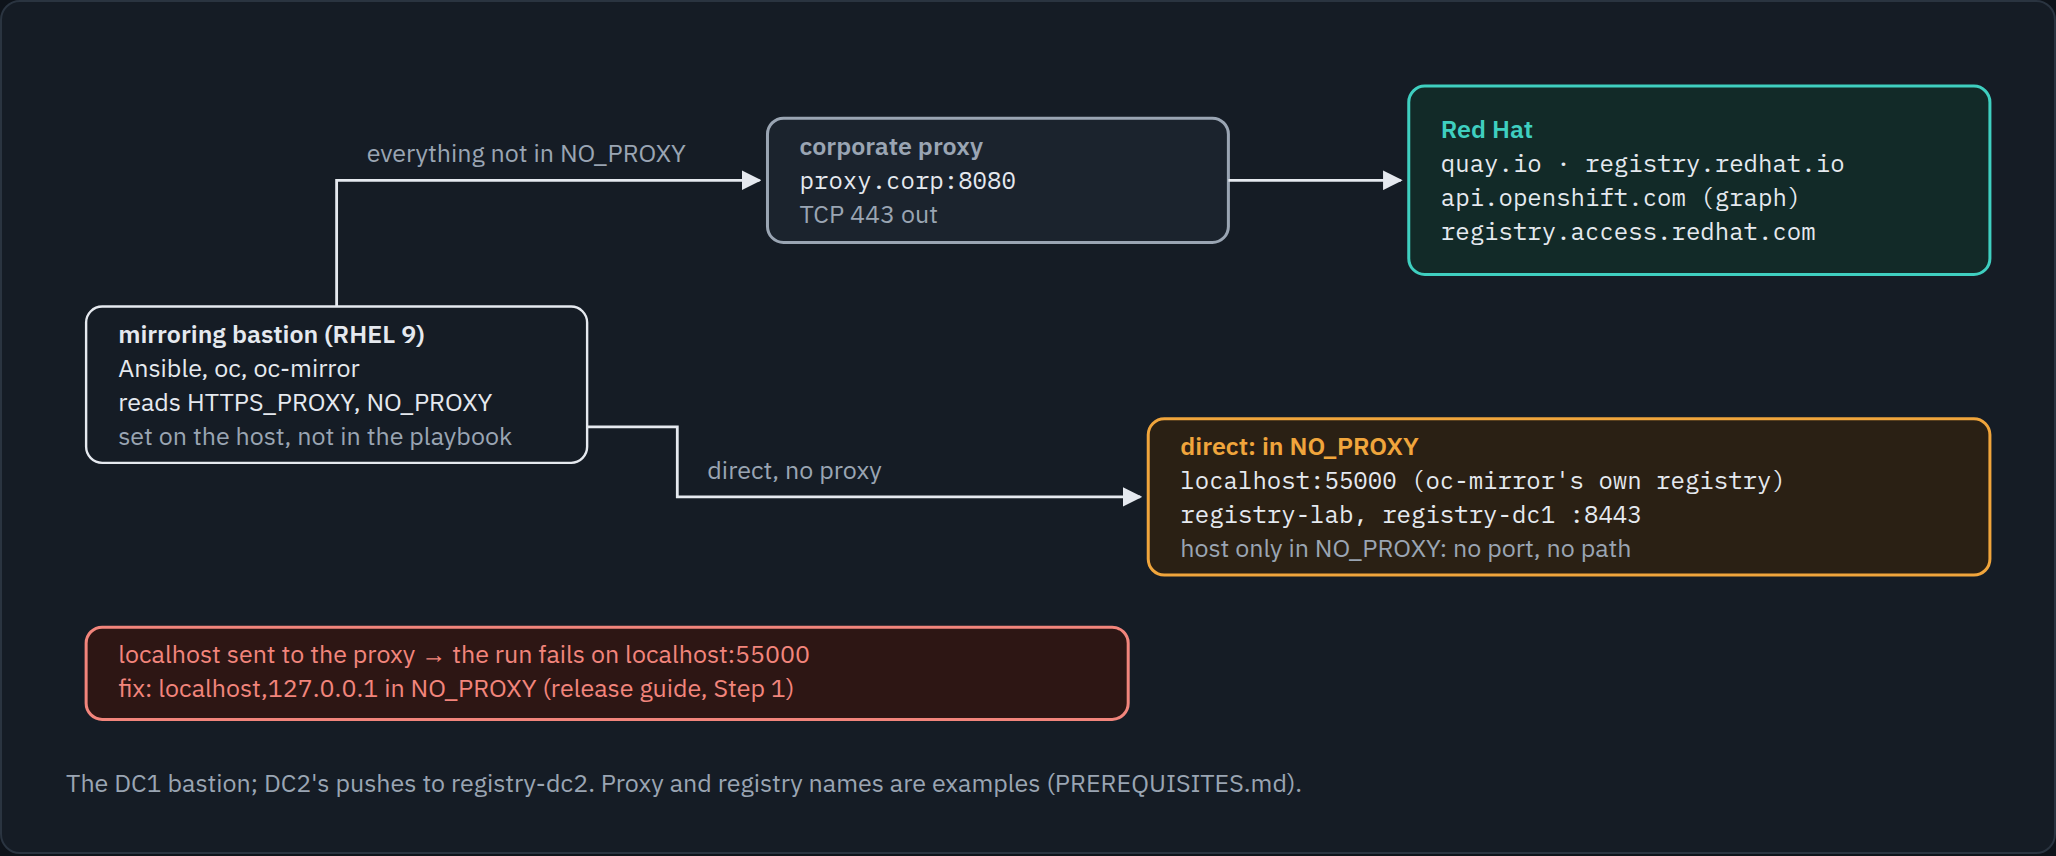 everything not in NO_PROXY
corporate proxy
proxy.corp:8080
TCP 443 out
Red Hat
quay.io · registry.redhat.io
api.openshift.com (graph)
registry.access.redhat.com
mirroring bastion (RHEL 9)
Ansible, oc, oc-mirror
reads HTTPS_PROXY, NO_PROXY
set on the host, not in the playbook
direct, no proxy
direct: in NO_PROXY
localhost:55000 (oc-mirror's own registry)
registry-lab, registry-dc1 :8443
host only in NO_PROXY: no port, no path
localhost sent to the proxy → the run fails on localhost:55000
fix: localhost,127.0.0.1 in NO_PROXY (release guide, Step 1)
The DC1 bastion; DC2's pushes to registry-dc2. Proxy and registry names are examples (PREREQUISITES.md).